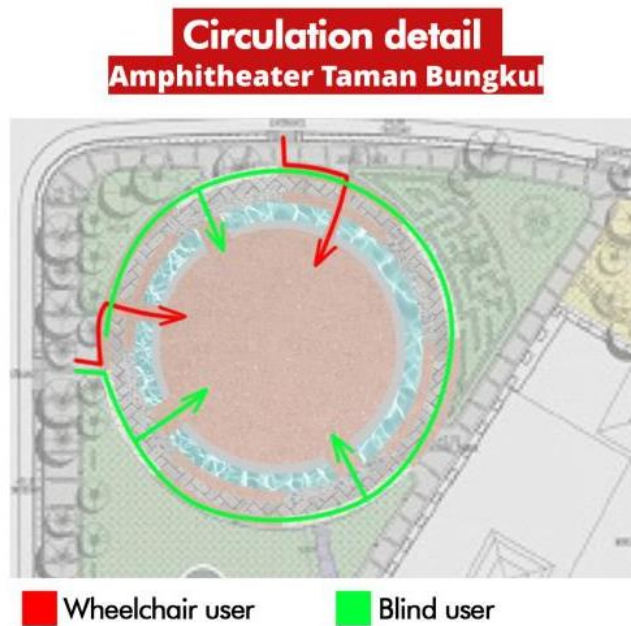 Circulation detail
Amphitheater Taman Bungkul
Wheelchair user
Blind user